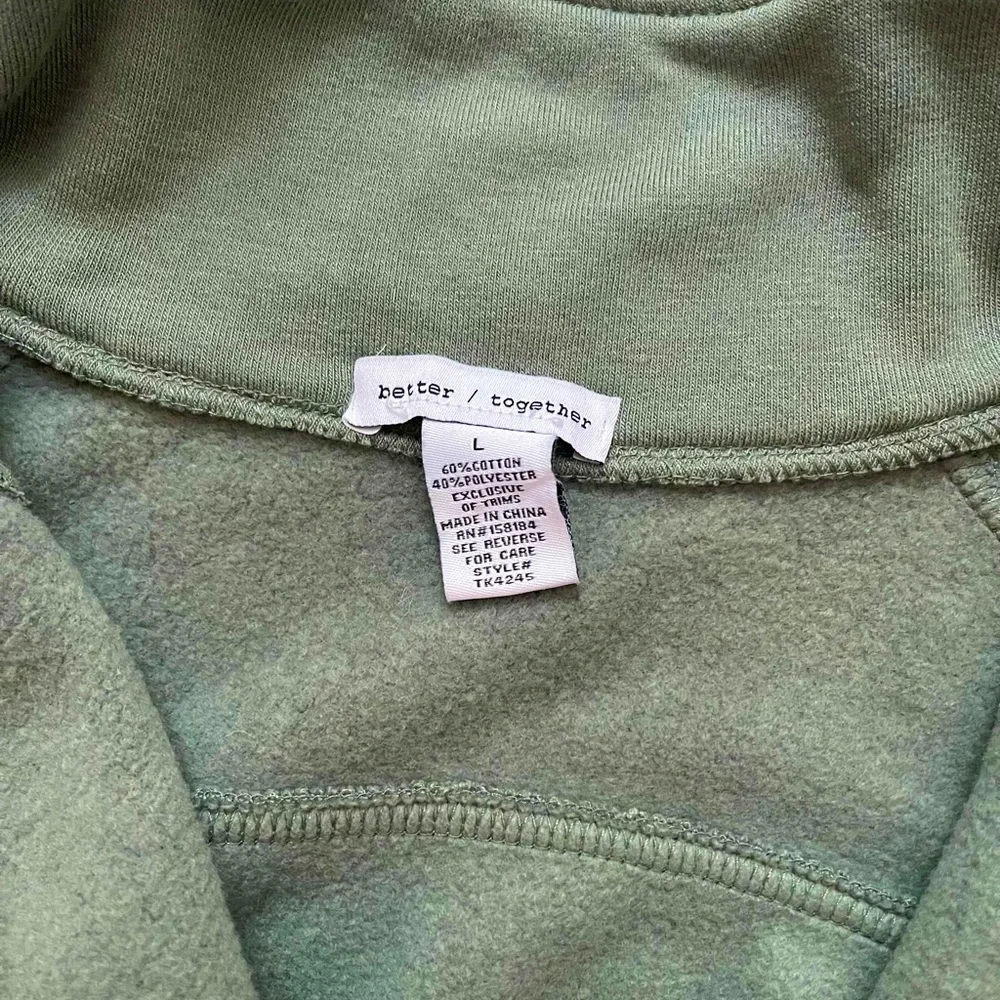 better / together
L
60%COTTON
40%POLYESTER
EXCLUSIVE
OF TRIMS
MADE IN CHINA
RN#158184
SEE REVERSE
FOR CARE
STYLE#
TK4245